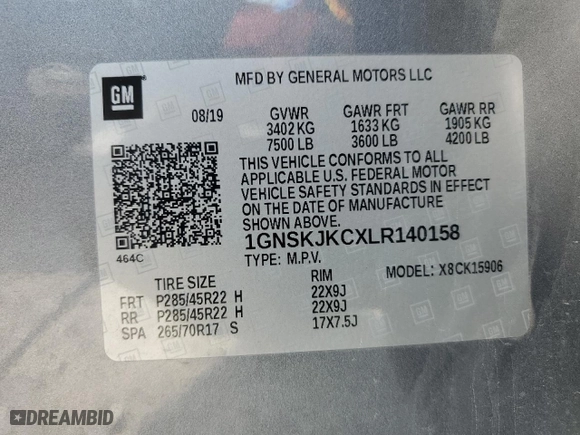 GM
MFD BY GENERAL MOTORS LLC
08/19 GVWR GAWR FRT GAWR RR
3402 KG 1633 KG 1905 KG
7500 LB 3600 LB 4200 LB
THIS VEHICLE CONFORMS TO ALL
APPLICABLE U.S. FEDERAL MOTOR
VEHICLE SAFETY STANDARDS IN EFFECT
ON THE DATE OF MANUFACTURE
SHOWN ABOVE.
464C
1GNSKJKCXLR140158
TYPE: M.P.V. MODEL: X8CK15906
TIRE SIZE RIM
FRT P285/45R22 H 22X9J
RR P285/45R22 H 22X9J
SPA 265/70R17 S 17X7.5J
DREAMBID